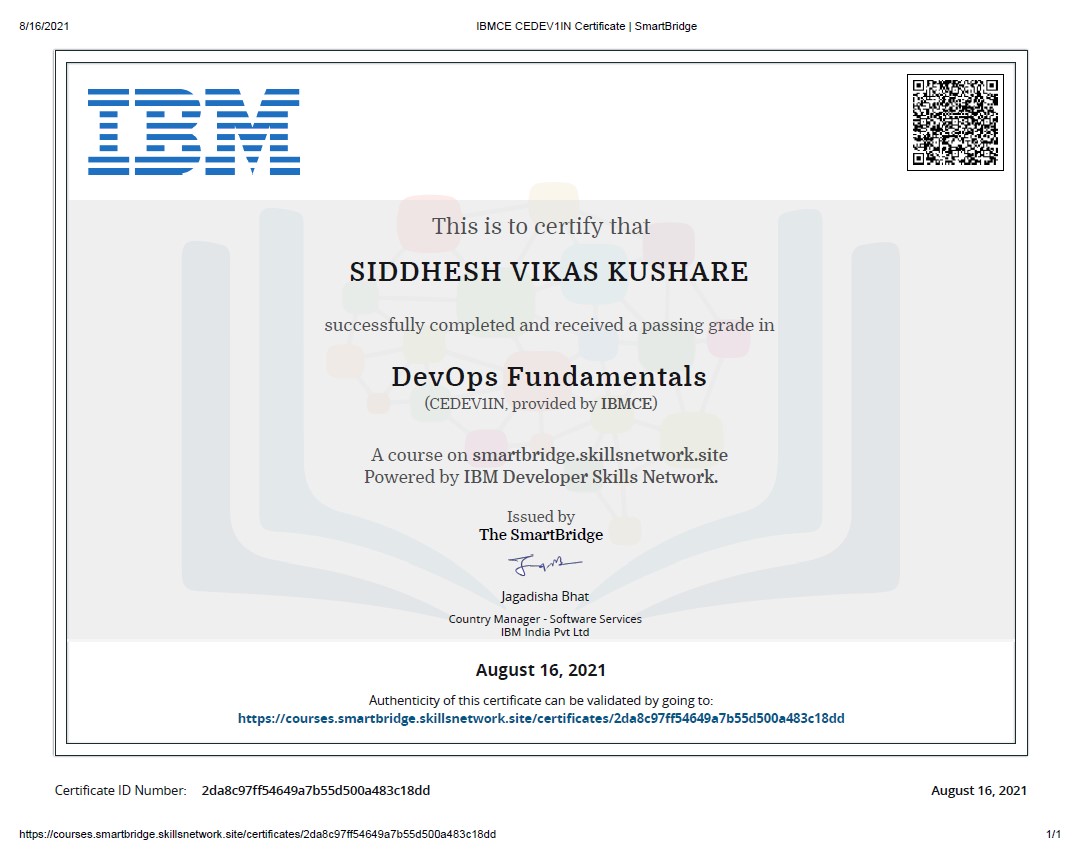 8/16/2021 IBMCE CEDEV1IN Certificate | SmartBridge
IBM
This is to certify that
SIDDHESH VIKAS KUSHARE
successfully completed and received a passing grade in
DevOps Fundamentals
(CEDEV1IN, provided by IBMCE)
A course on smartbridge.skillsnetwork.site
Powered by IBM Developer Skills Network.
Issued by
The SmartBridge
Jagadisha Bhat
Country Manager - Software Services
IBM India Pvt Ltd
August 16, 2021
Authenticity of this certificate can be validated by going to:
https://courses.smartbridge.skillsnetwork.site/certificates/2da8c97ff54649a7b55d500a483c18dd
Certificate ID Number: 2da8c97ff54649a7b55d500a483c18dd August 16, 2021
https://courses.smartbridge.skillsnetwork.site/certificates/2da8c97ff54649a7b55d500a483c18dd 1/1